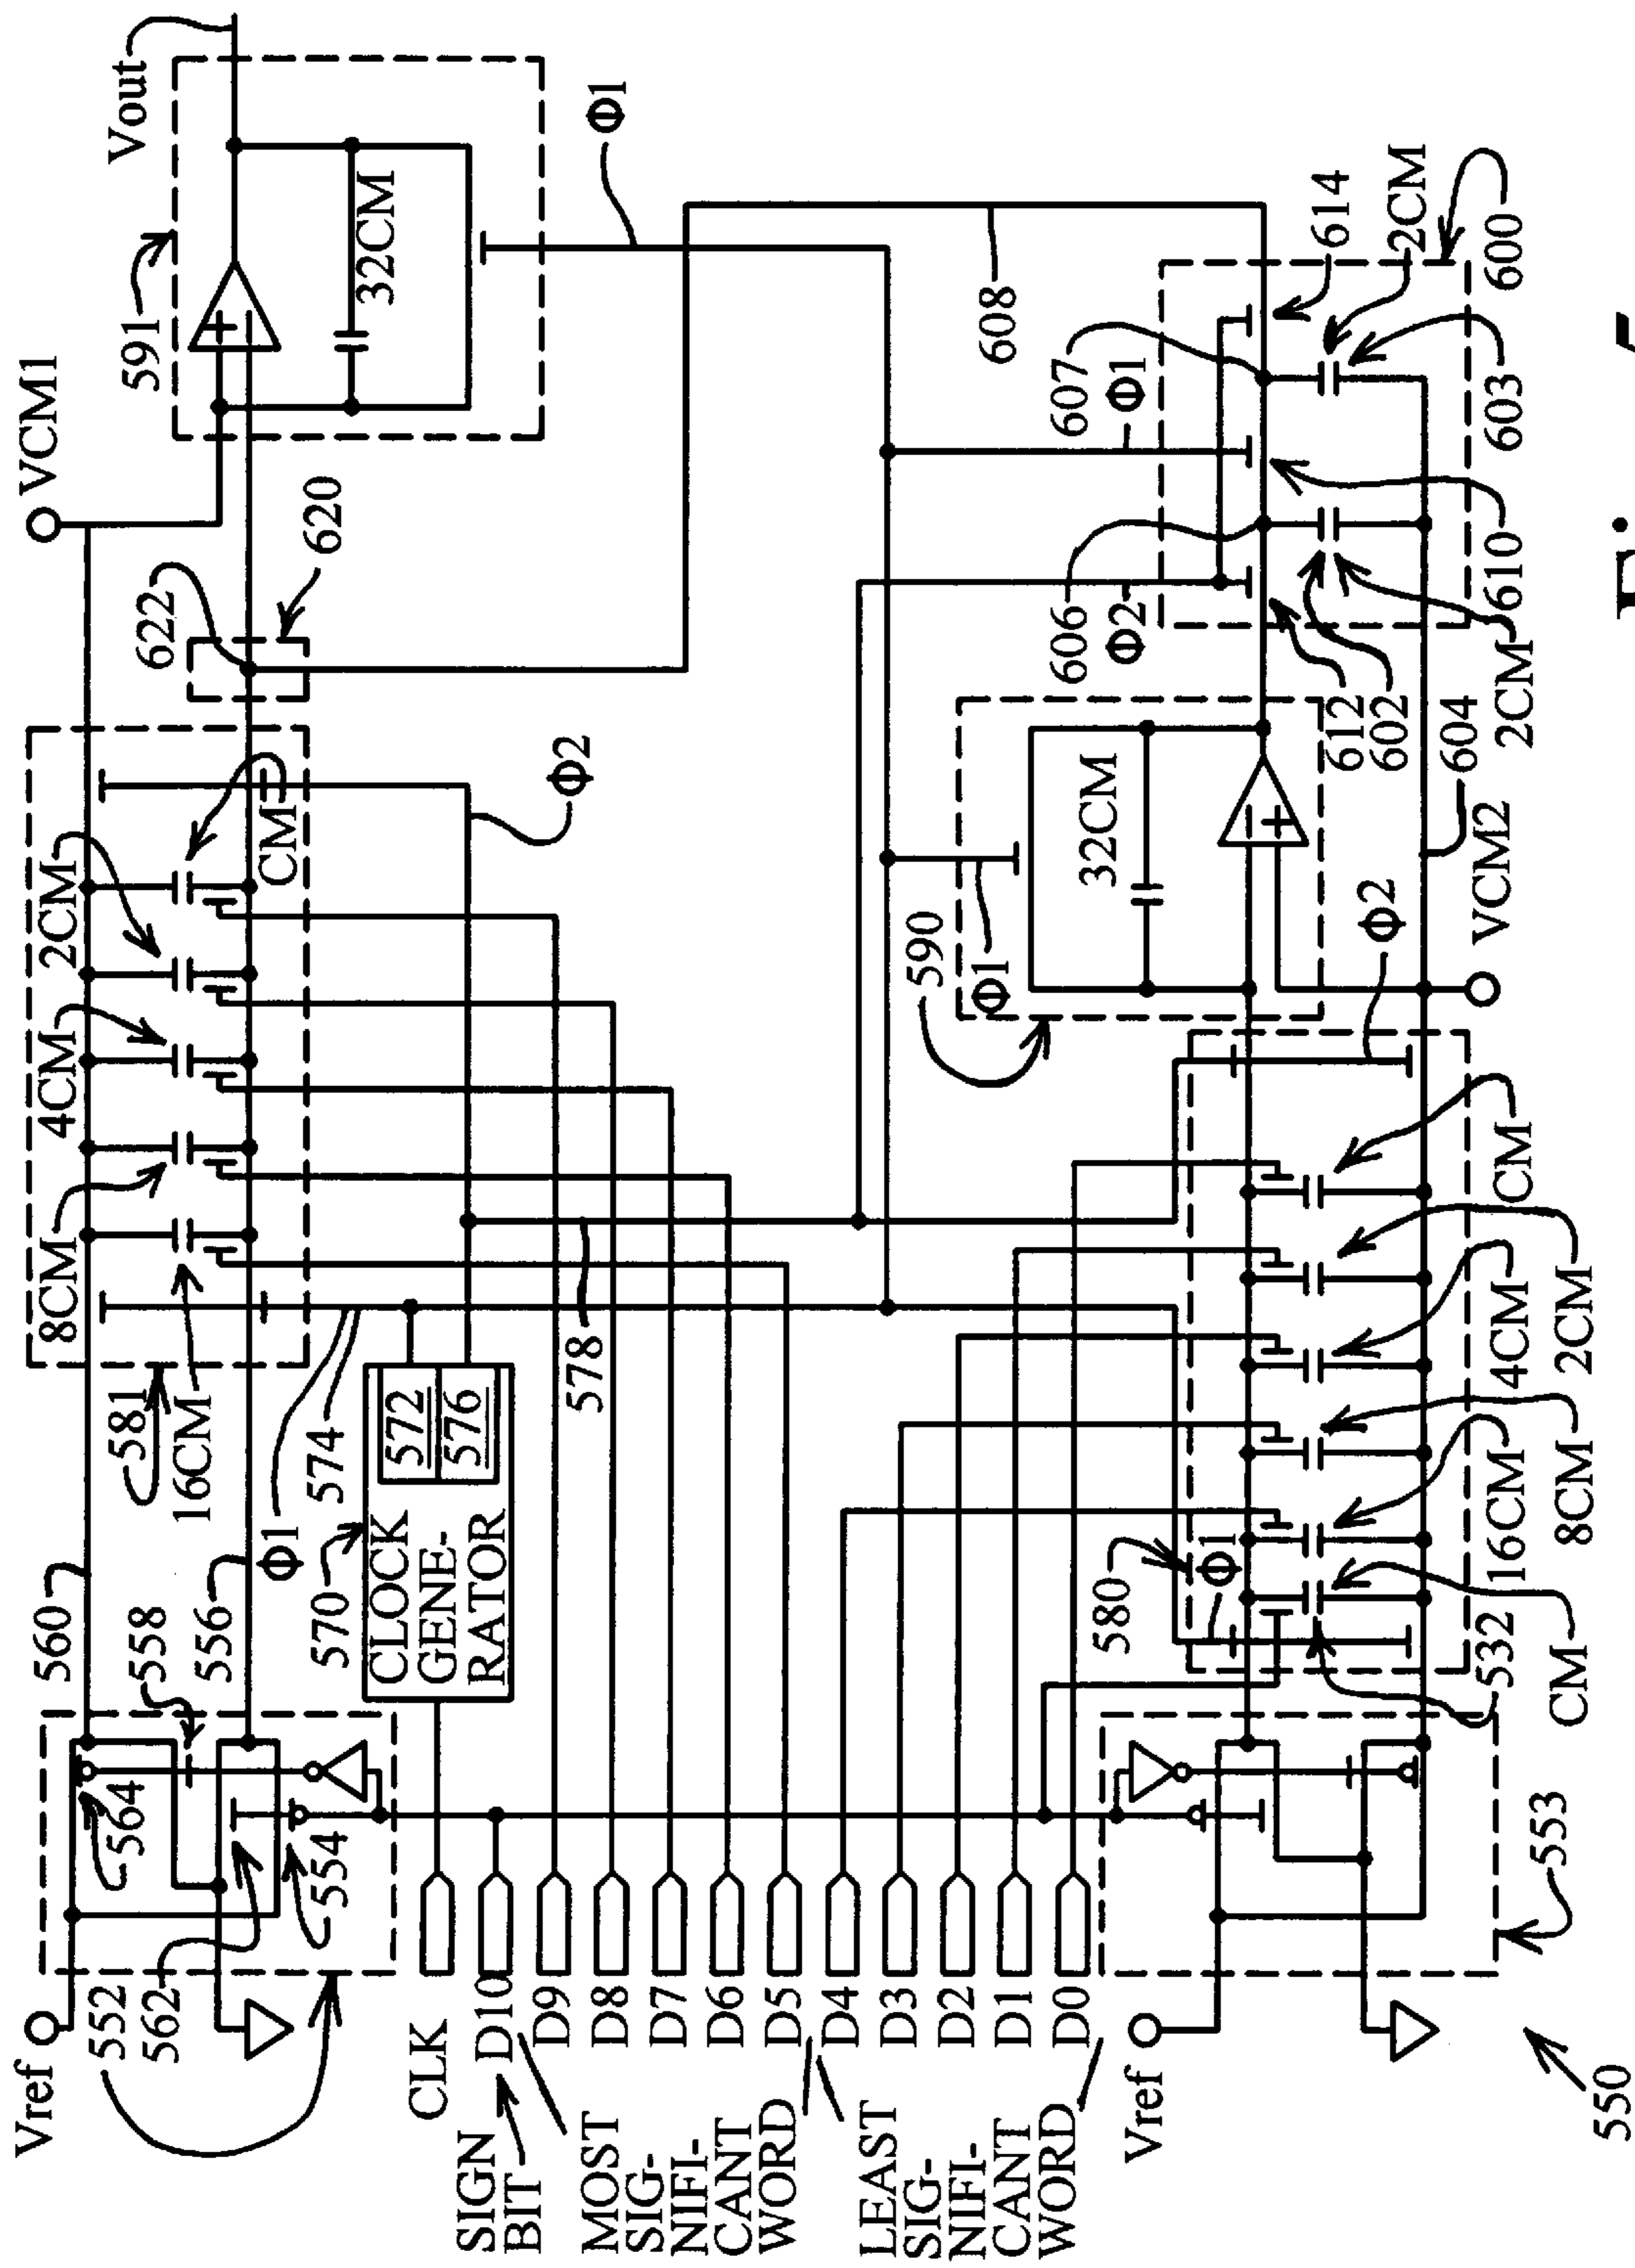 Vref
552
562
564
554
560
558
556
581
8CM
4CM
2CM
16CM
CM
622
620
VCM1
591
32CM
Vout
Φ1
574
Φ1
570
CLOCK
GENE-
RATOR
572
576
578
Φ2
CLK
SIGN
BIT
D10
D9
D8
D7
D6
D5
D4
D3
D2
D1
D0
MOST
SIG-
NIFI-
CANT
WORD
LEAST
SIG-
NIFI-
CANT
WORD
Vref
550
553
532
CM
580
Φ1
16CM
8CM
4CM
2CM
CM
590
Φ1
32CM
Φ2
VCM2
604
612
602
2CM
610
603
600
2CM
614
606
Φ2
607
Φ1
608